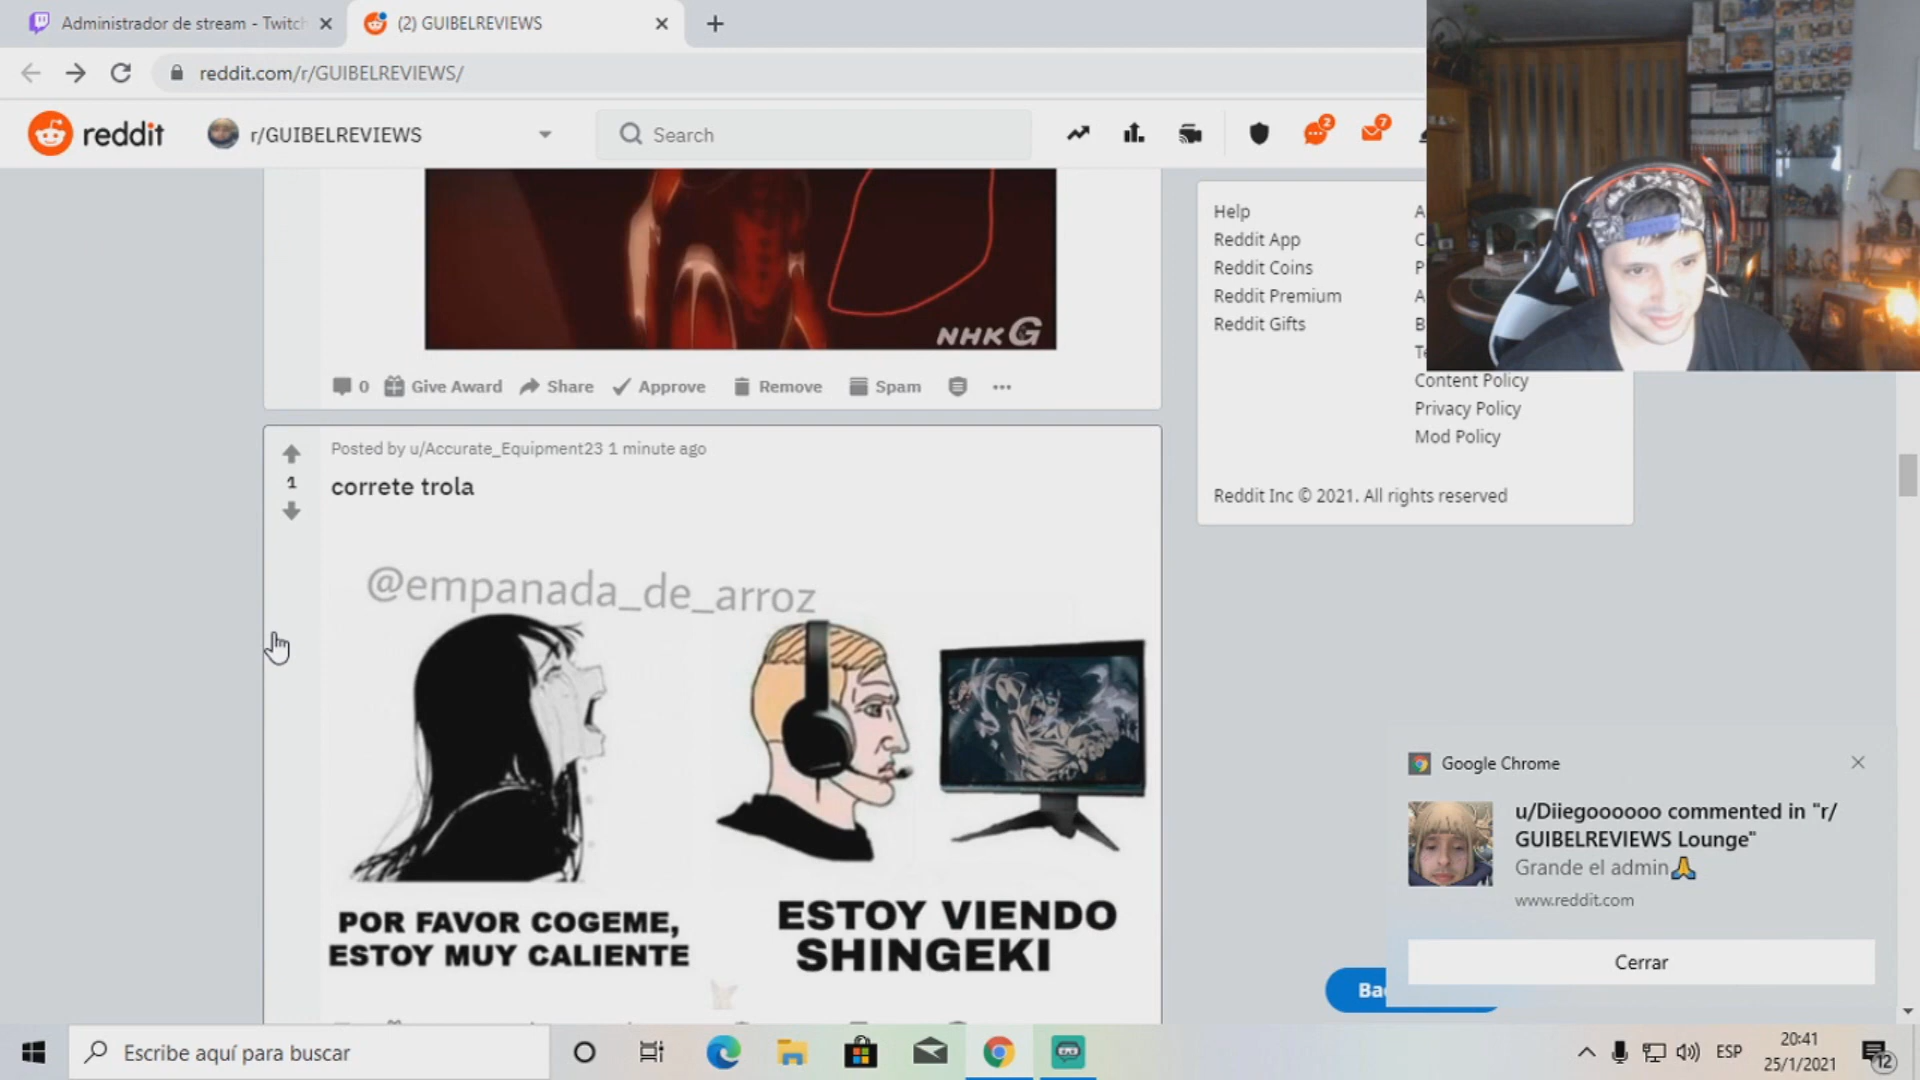 Administrador de stream - Twitch
(2) GUIBELREVIEWS
reddit.com/r/GUIBELREVIEWS/
reddit
r/GUIBELREVIEWS
Search
2
7
NHK G
0 Give Award Share Approve Remove Spam
Help
Reddit App
Reddit Coins
Reddit Premium
Reddit Gifts
Content Policy
Privacy Policy
Mod Policy
Reddit Inc © 2021. All rights reserved
Posted by u/Accurate_Equipment23 1 minute ago
1
correte trola
@empanada_de_arroz
POR FAVOR COGEME,
ESTOY MUY CALIENTE
ESTOY VIENDO
SHINGEKI
Google Chrome
u/Diiegoooooo commented in "r/
GUIBELREVIEWS Lounge"
Grande el admin🙏
www.reddit.com
Cerrar
Escribe aquí para buscar
ESP
20:41
25/1/2021
12